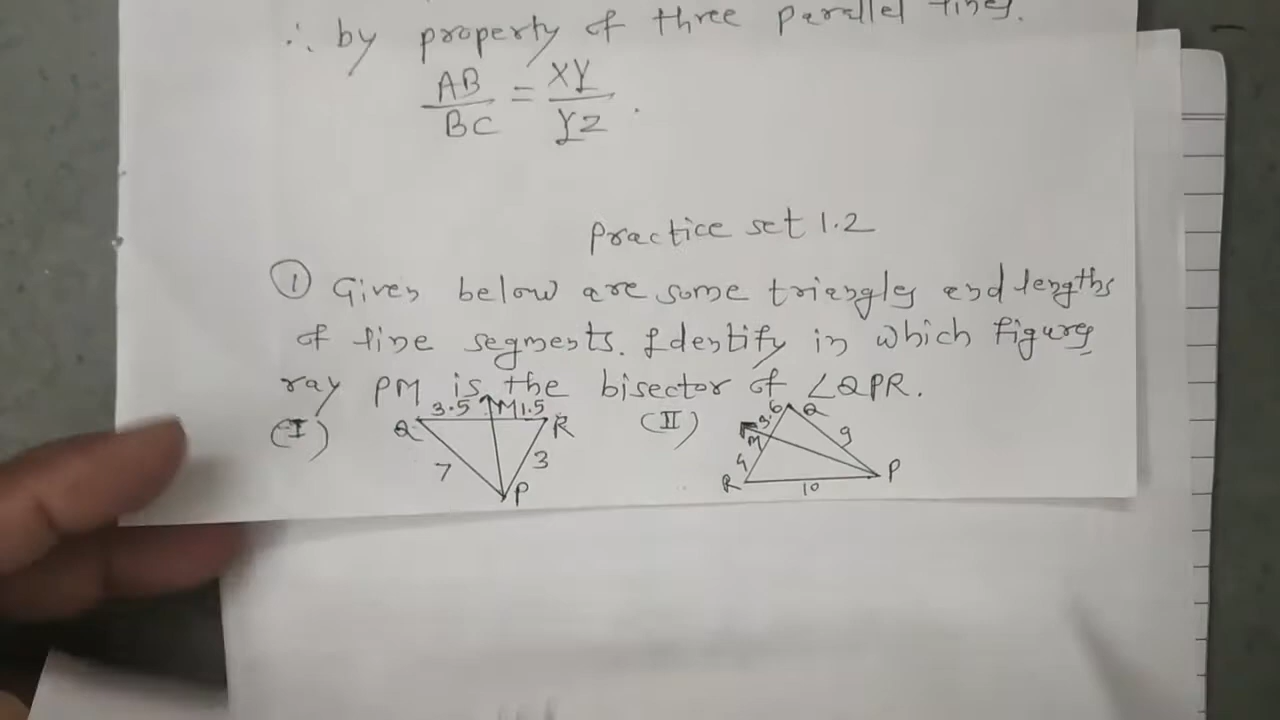 ∴ by property of three parallel lines.
AB/BC = XY/YZ.
Practice set 1.2
① Given below are some triangles and lengths
of line segments. Identify in which figures
ray PM is the bisector of ∠QPR.
(I) Q 3.5 M 1.5 R 7 3 P
(II) Q 3.6 M 4 R 9 10 P